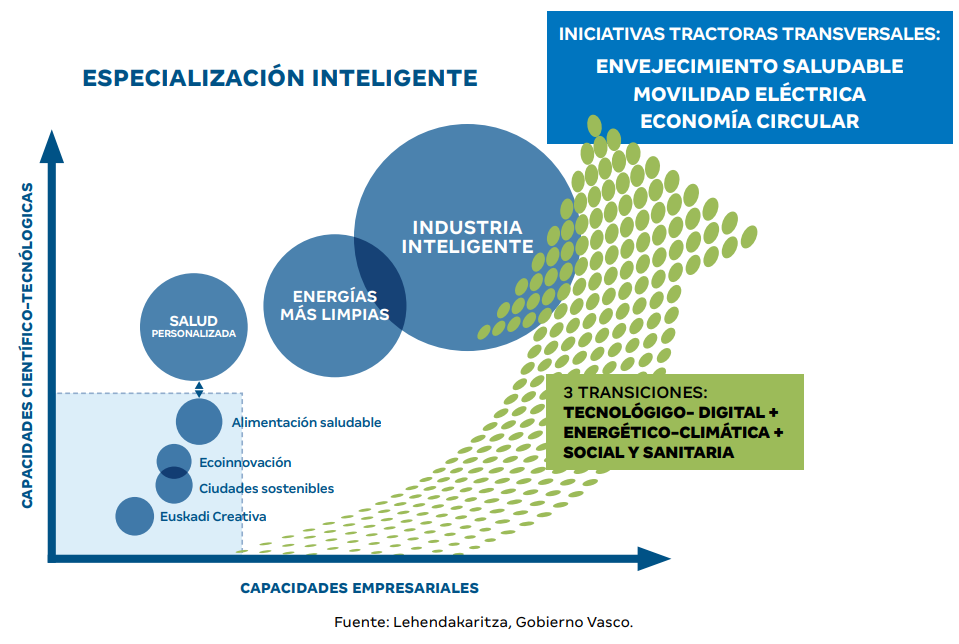 INICIATIVAS TRACTORAS TRANSVERSALES:
ENVEJECIMIENTO SALUDABLE
MOVILIDAD ELÉCTRICA
ECONOMÍA CIRCULAR
ESPECIALIZACIÓN INTELIGENTE
CAPACIDADES CIENTÍFICO-TECNÓLOGICAS
INDUSTRIA
INTELIGENTE
ENERGÍAS
MÁS LIMPIAS
SALUD
PERSONALIZADA
3 TRANSICIONES:
TECNOLÓGIGO- DIGITAL +
ENERGÉTICO-CLIMÁTICA +
SOCIAL Y SANITARIA
Alimentación saludable
Ecoinnovación
Ciudades sostenibles
Euskadi Creativa
CAPACIDADES EMPRESARIALES
Fuente: Lehendakaritza, Gobierno Vasco.